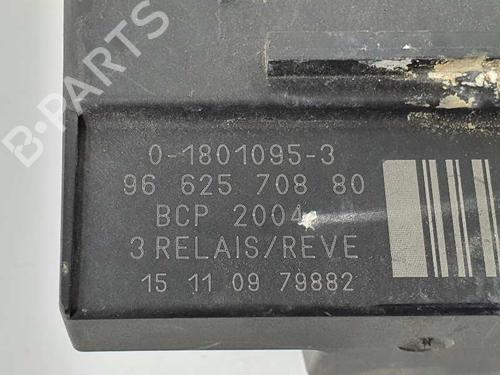 B-PARTS
0-1801095-3
96 625 708 80
BCP 2004
3 RELAIS/REVE
15 11 09 79882